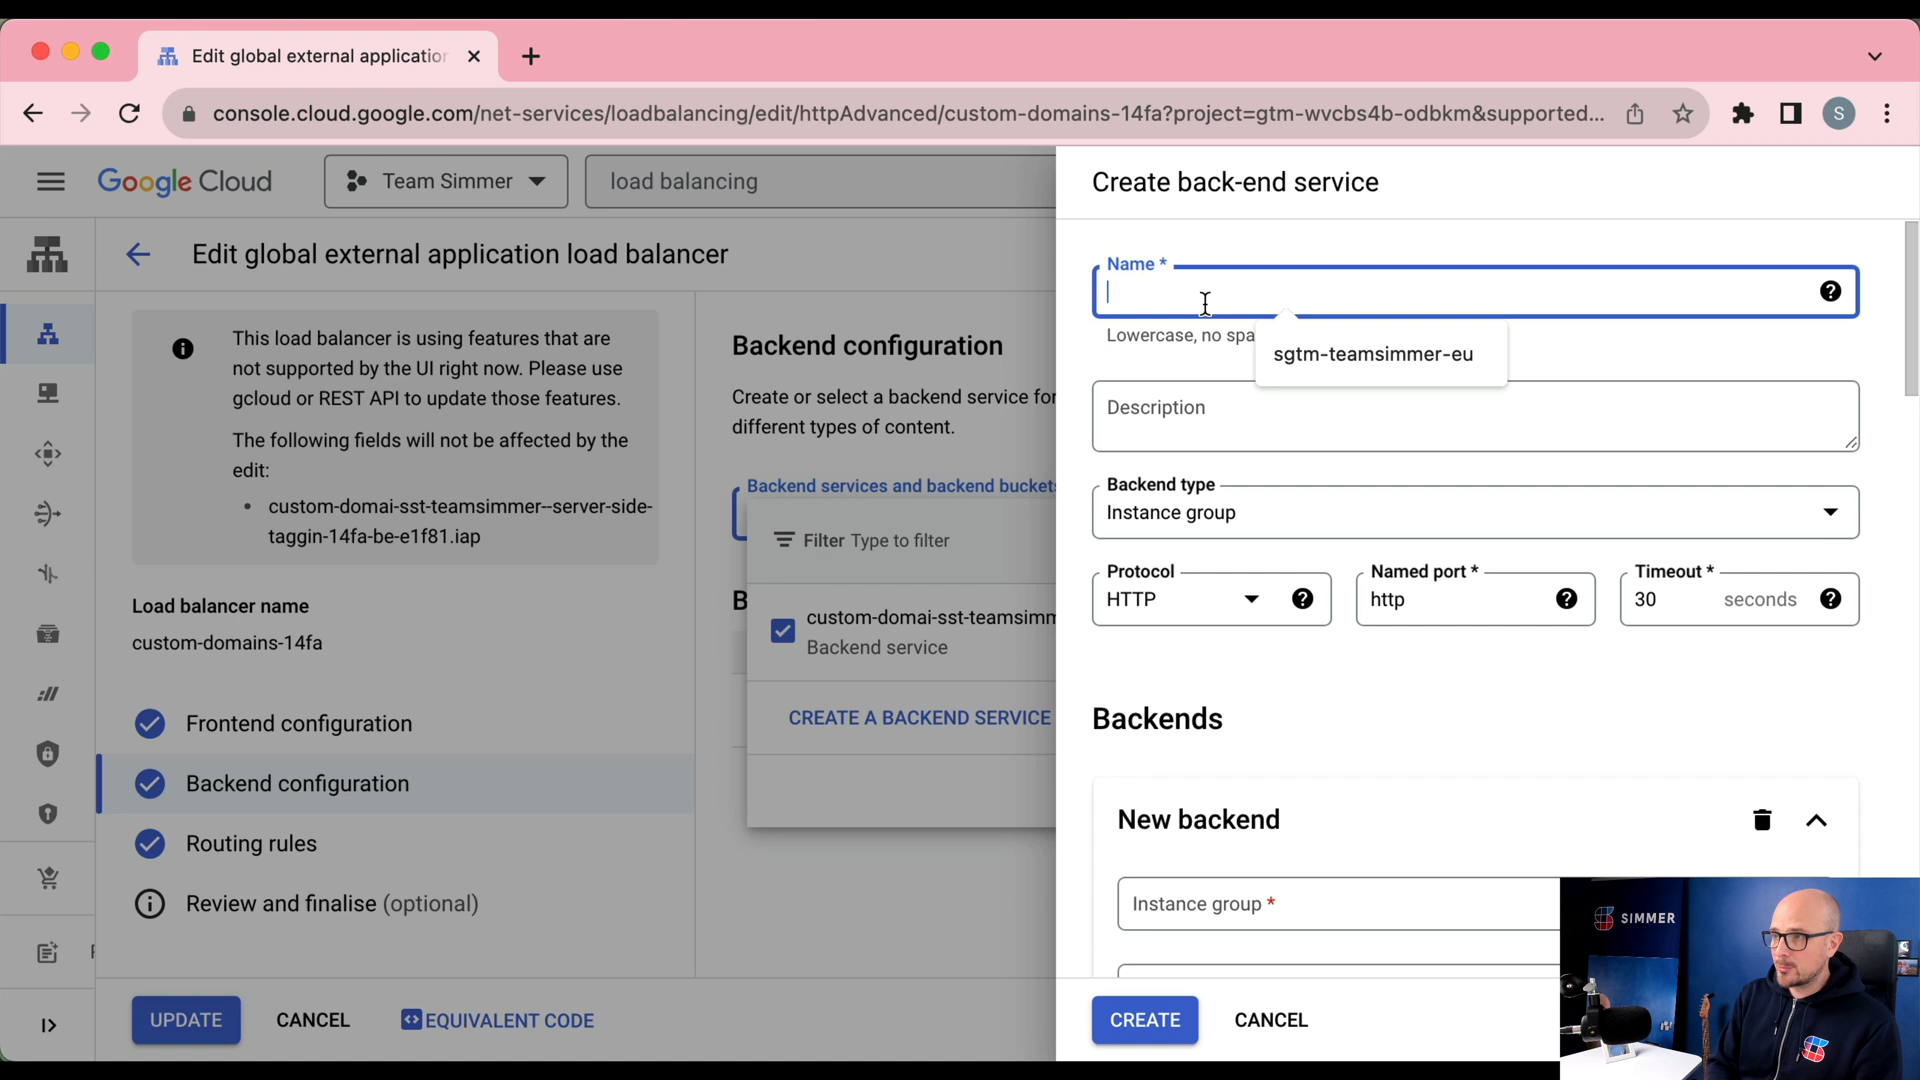 Edit global external applicatior
console.cloud.google.com/net-services/loadbalancing/edit/httpAdvanced/custom-domains-14fa?project=gtm-wvcbs4b-odbkm&supported...
S
Google Cloud
Team Simmer
load balancing
Edit global external application load balancer
This load balancer is using features that are
not supported by the UI right now. Please use
gcloud or REST API to update those features.
The following fields will not be affected by the
edit:
• custom-domai-sst-teamsimmer--server-side-
taggin-14fa-be-e1f81.iap
Load balancer name
custom-domains-14fa
Frontend configuration
Backend configuration
Routing rules
Review and finalise (optional)
UPDATE
CANCEL
EQUIVALENT CODE
Backend configuration
Create or select a backend service for
different types of content.
Backend services and backend buckets
Filter Type to filter
B
custom-domai-sst-teamsimm
Backend service
CREATE A BACKEND SERVICE
Create back-end service
Name *
Lowercase, no spa
sgtm-teamsimmer-eu
Description
Backend type
Instance group
Protocol
HTTP
Named port *
http
Timeout *
30 seconds
Backends
New backend
Instance group *
CREATE
CANCEL
SIMMER